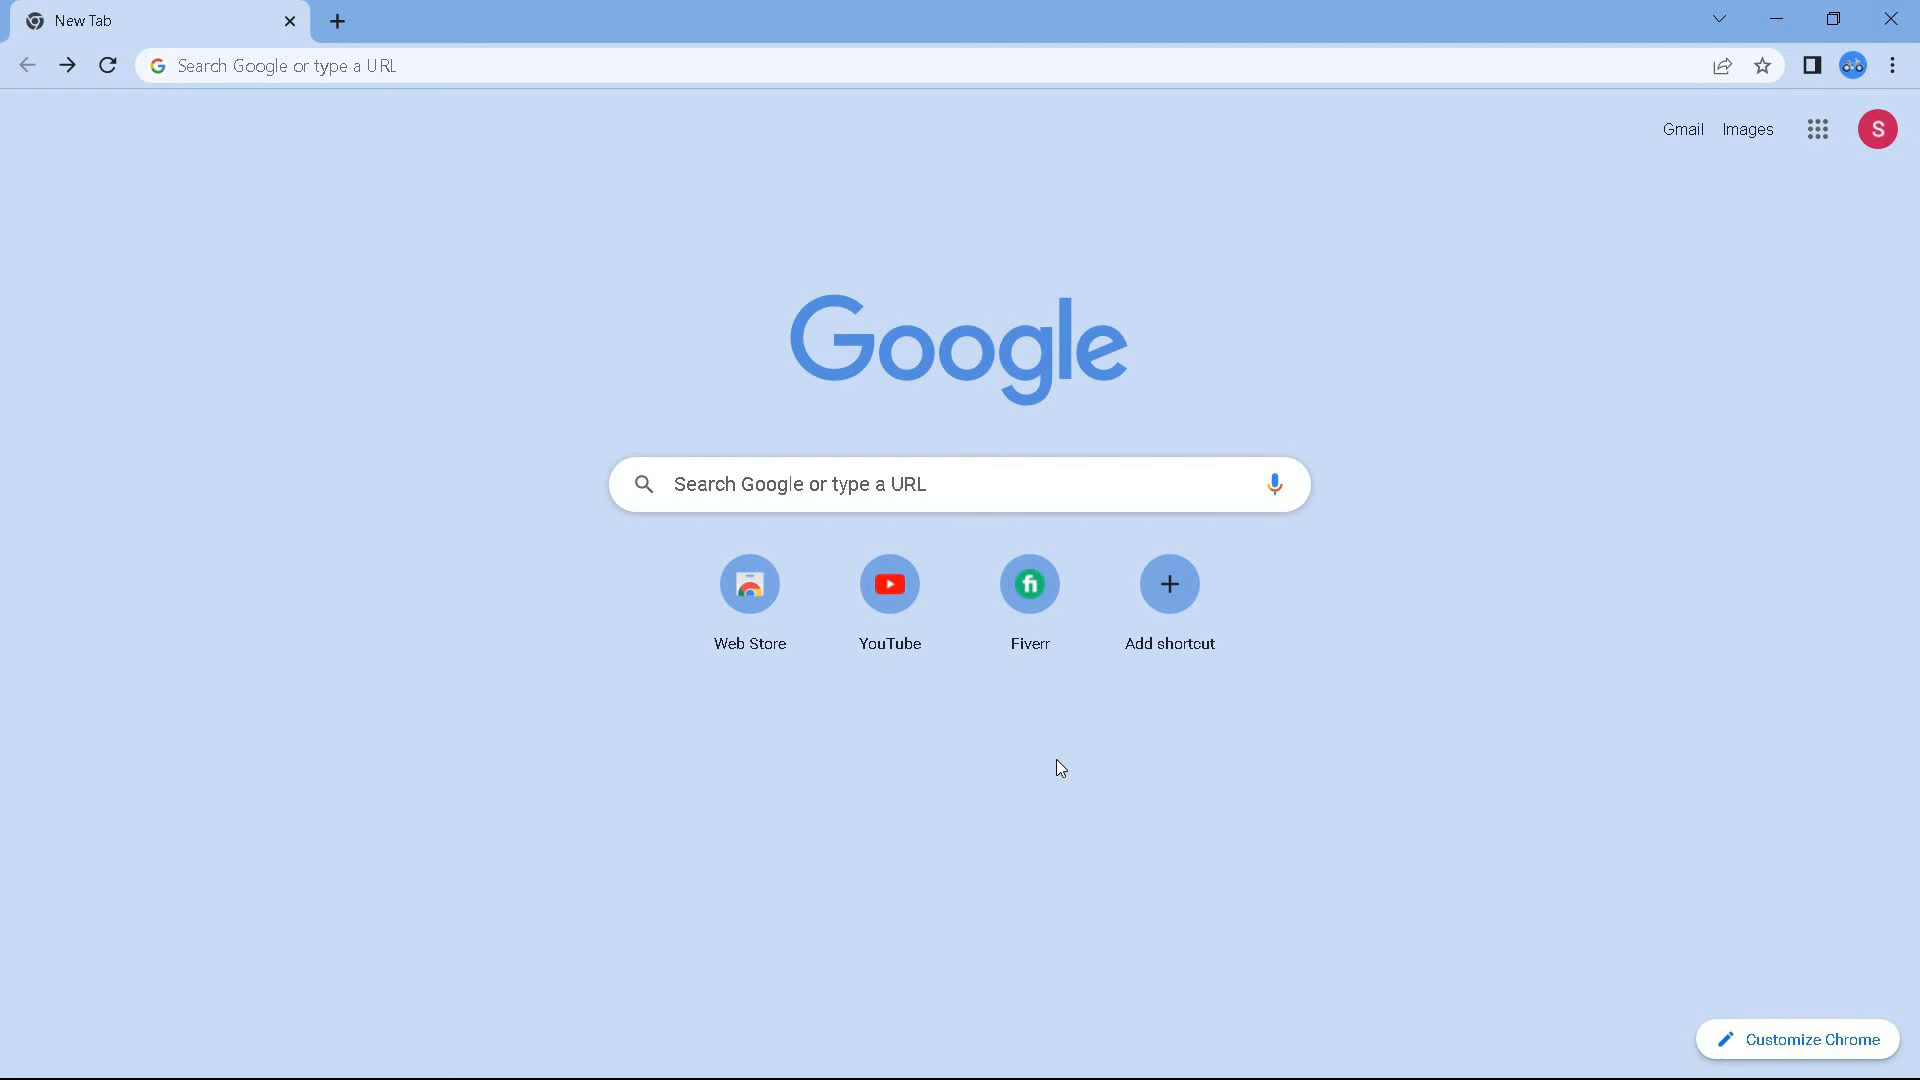 New Tab
Search Google or type a URL
Gmail Images
S
Google
Search Google or type a URL
fi
Web Store YouTube Fiverr Add shortcut
Customize Chrome